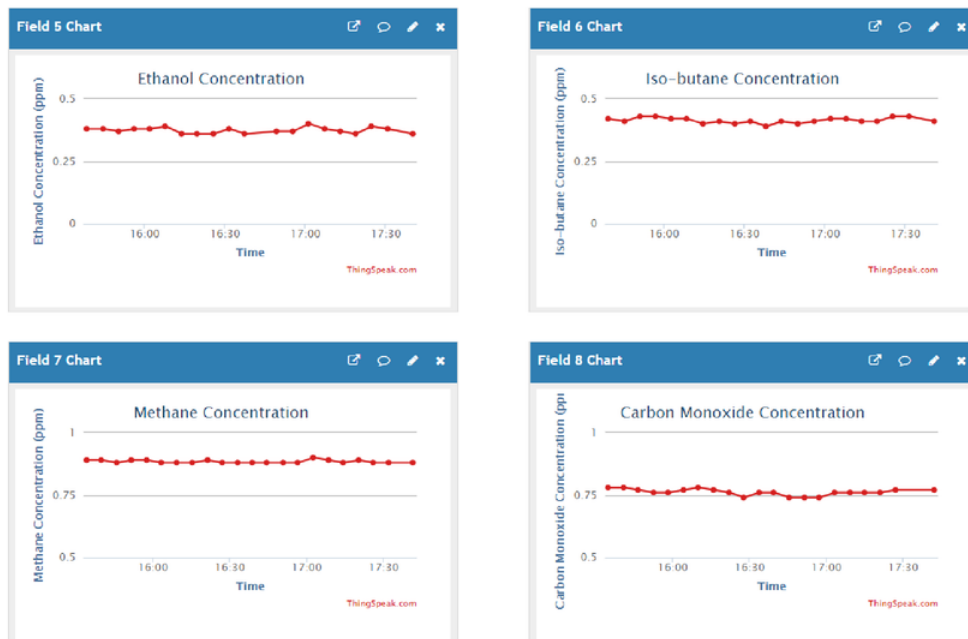 Field 5 Chart
Ethanol Concentration
Ethanol Concentration (ppm)
0.5
0.25
0
16:00 16:30 17:00 17:30
Time
ThingSpeak.com
Field 6 Chart
Iso-butane Concentration
Iso-butane Concentration (ppm)
0.5
0.25
0
16:00 16:30 17:00 17:30
Time
ThingSpeak.com
Field 7 Chart
Methane Concentration
Methane Concentration (ppm)
1
0.75
0.5
16:00 16:30 17:00 17:30
Time
ThingSpeak.com
Field 8 Chart
Carbon Monoxide Concentration
Carbon Monoxide Concentration (ppi
1
0.75
0.5
16:00 16:30 17:00 17:30
Time
ThingSpeak.com